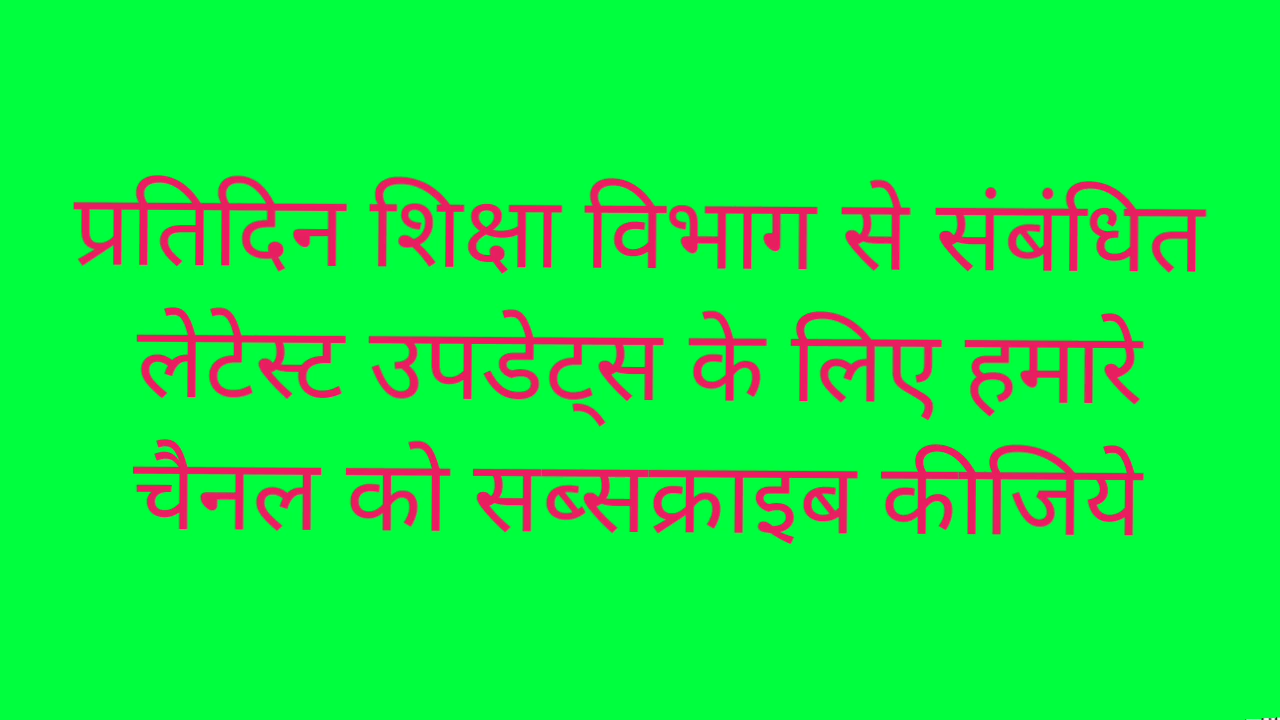 प्रतिदिन शिक्षा विभाग से संबंधित
लेटेस्ट उपडेट्स के लिए हमारे
चैनल को सब्सक्राइब कीजिये